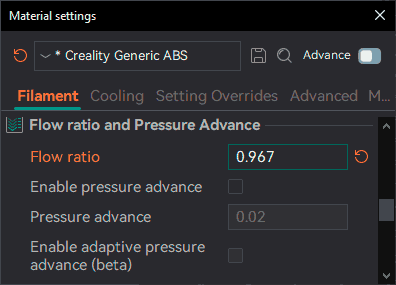 Material settings
* Creality Generic ABS
Advance
Filament Cooling Setting Overrides Advanced M...
Flow ratio and Pressure Advance
Flow ratio 0.967
Enable pressure advance
Pressure advance 0.02
Enable adaptive pressure
advance (beta)